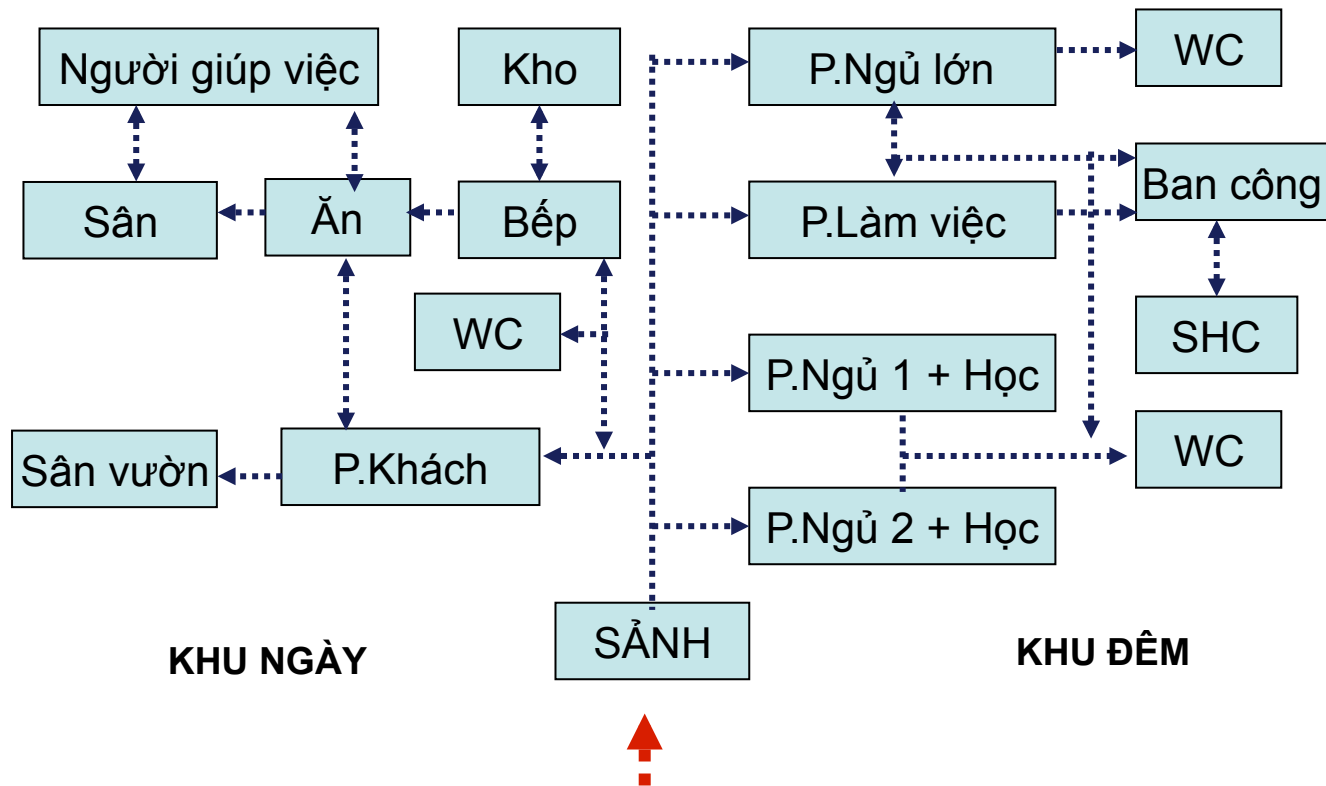 Người giúp việc
Kho
P.Ngủ lớn
WC
Sân
Ăn
Bếp
P.Làm việc
Ban công
WC
SHC
P.Ngủ 1 + Học
Sân vườn
P.Khách
WC
P.Ngủ 2 + Học
SẢNH
KHU NGÀY
KHU ĐÊM